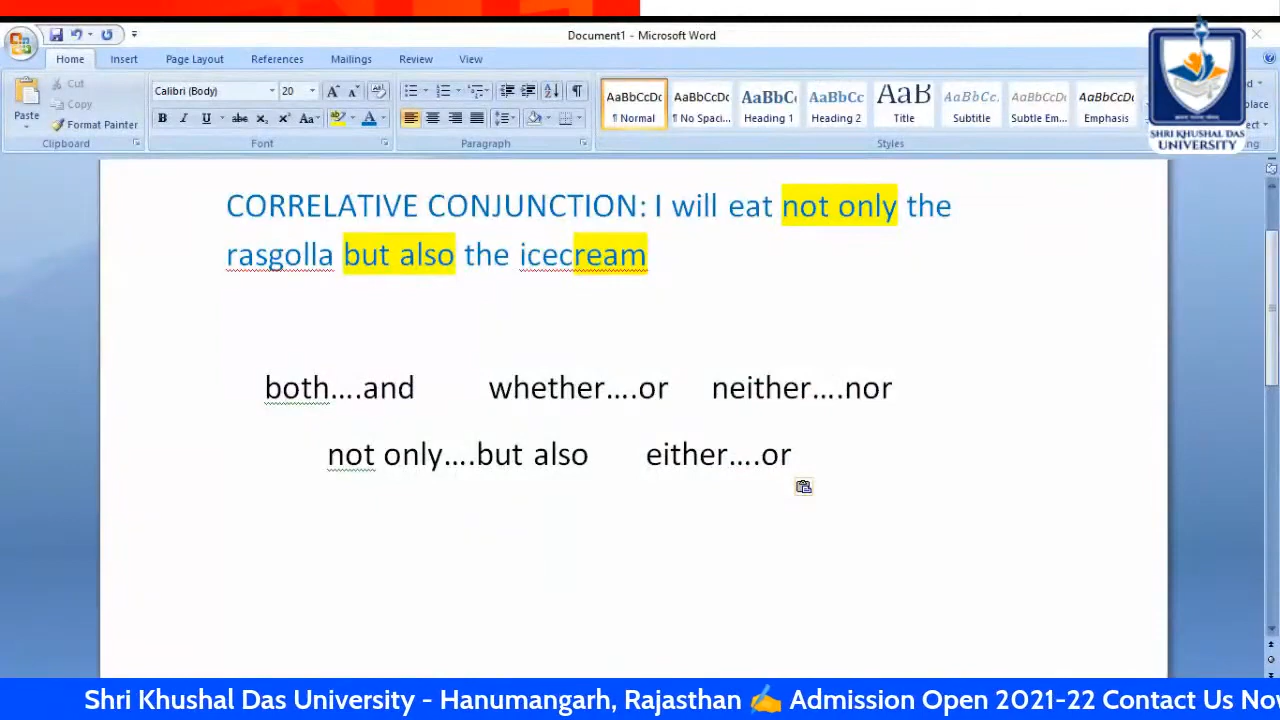 Document1 - Microsoft Word
Home Insert Page Layout References Mailings Review View
Paste
Cut
Copy
Format Painter
Clipboard
Calibri (Body) 20
Font
Paragraph
AaBbCcDc AaBbCcDc AaBbC AaBbCc AaB AaBbCc. AaBbCcDc AaBbCcDc
¶ Normal ¶ No Spaci... Heading 1 Heading 2 Title Subtitle Subtle Em... Emphasis
Styles
SHRI KHUSHAL DAS
UNIVERSITY
CORRELATIVE CONJUNCTION: I will eat not only the
rasgolla but also the icecream
both....and whether....or neither....nor
not only....but also either....or
Shri Khushal Das University - Hanumangarh, Rajasthan ✍ Admission Open 2021-22 Contact Us No